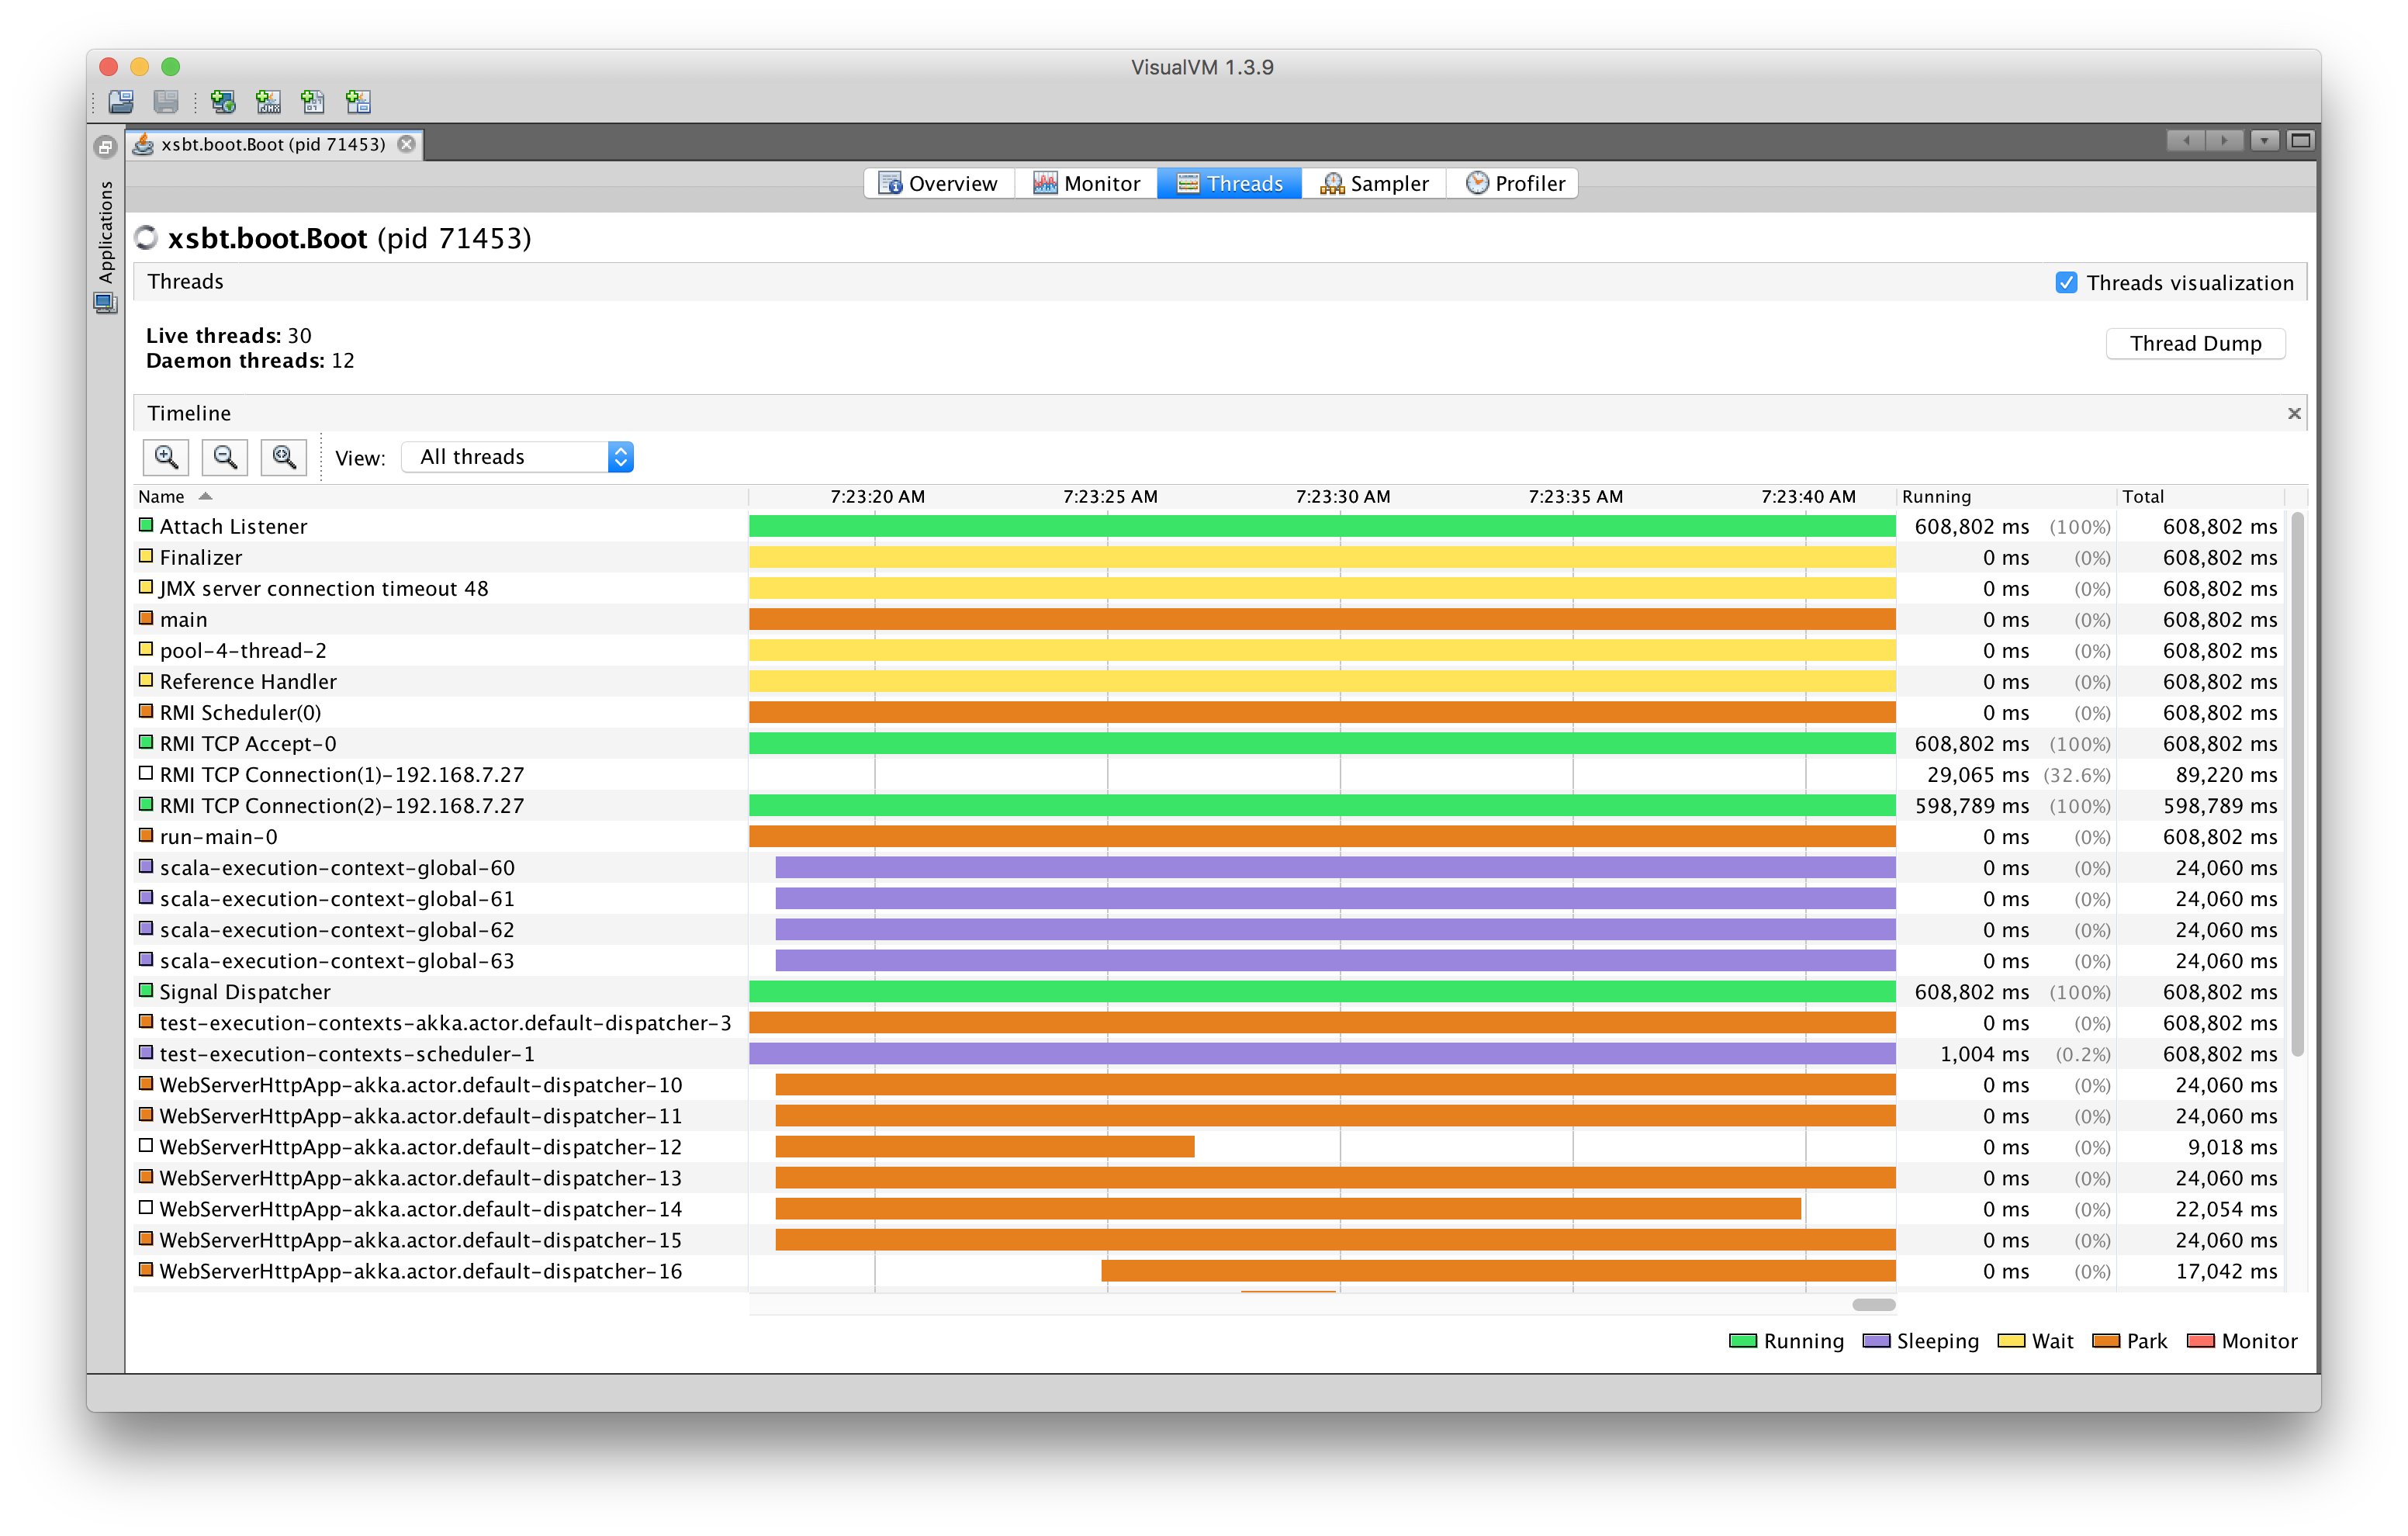 VisualVM 1.3.9
xsbt.boot.Boot (pid 71453)
Applications
Overview Monitor Threads Sampler Profiler
xsbt.boot.Boot (pid 71453)
Threads Threads visualization
Live threads: 30
Daemon threads: 12
Thread Dump
Timeline
View: All threads
Name 7:23:20 AM 7:23:25 AM 7:23:30 AM 7:23:35 AM 7:23:40 AM Running Total
Attach Listener 608,802 ms (100%) 608,802 ms
Finalizer 0 ms (0%) 608,802 ms
JMX server connection timeout 48 0 ms (0%) 608,802 ms
main 0 ms (0%) 608,802 ms
pool-4-thread-2 0 ms (0%) 608,802 ms
Reference Handler 0 ms (0%) 608,802 ms
RMI Scheduler(0) 0 ms (0%) 608,802 ms
RMI TCP Accept-0 608,802 ms (100%) 608,802 ms
RMI TCP Connection(1)-192.168.7.27 29,065 ms (32.6%) 89,220 ms
RMI TCP Connection(2)-192.168.7.27 598,789 ms (100%) 598,789 ms
run-main-0 0 ms (0%) 608,802 ms
scala-execution-context-global-60 0 ms (0%) 24,060 ms
scala-execution-context-global-61 0 ms (0%) 24,060 ms
scala-execution-context-global-62 0 ms (0%) 24,060 ms
scala-execution-context-global-63 0 ms (0%) 24,060 ms
Signal Dispatcher 608,802 ms (100%) 608,802 ms
test-execution-contexts-akka.actor.default-dispatcher-3 0 ms (0%) 608,802 ms
test-execution-contexts-scheduler-1 1,004 ms (0.2%) 608,802 ms
WebServerHttpApp-akka.actor.default-dispatcher-10 0 ms (0%) 24,060 ms
WebServerHttpApp-akka.actor.default-dispatcher-11 0 ms (0%) 24,060 ms
WebServerHttpApp-akka.actor.default-dispatcher-12 0 ms (0%) 9,018 ms
WebServerHttpApp-akka.actor.default-dispatcher-13 0 ms (0%) 24,060 ms
WebServerHttpApp-akka.actor.default-dispatcher-14 0 ms (0%) 22,054 ms
WebServerHttpApp-akka.actor.default-dispatcher-15 0 ms (0%) 24,060 ms
WebServerHttpApp-akka.actor.default-dispatcher-16 0 ms (0%) 17,042 ms
Running Sleeping Wait Park Monitor